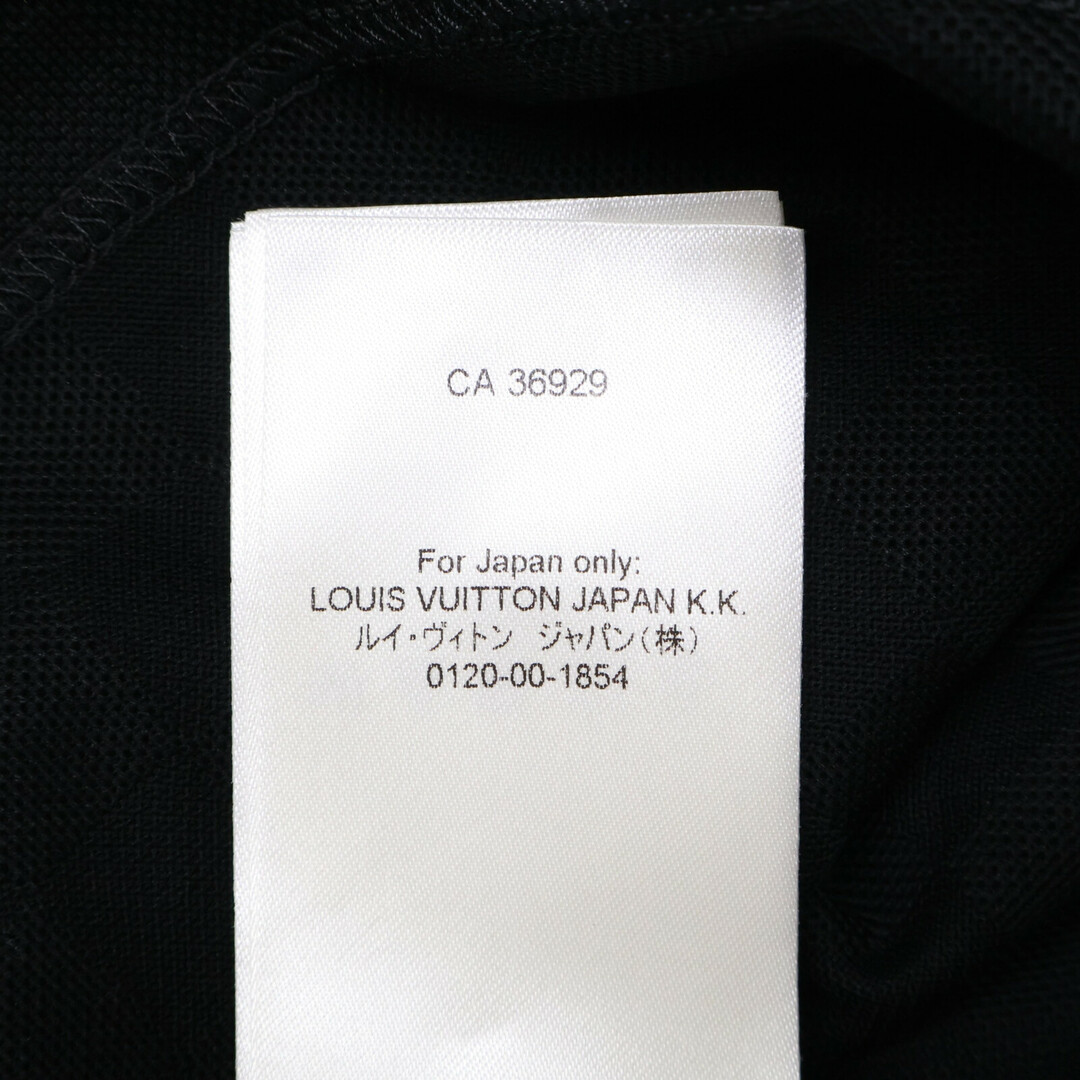 CA 36929
For Japan only:
LOUIS VUITTON JAPAN K.K.
ルイ・ヴィトン　ジャパン(株)
0120-00-1854